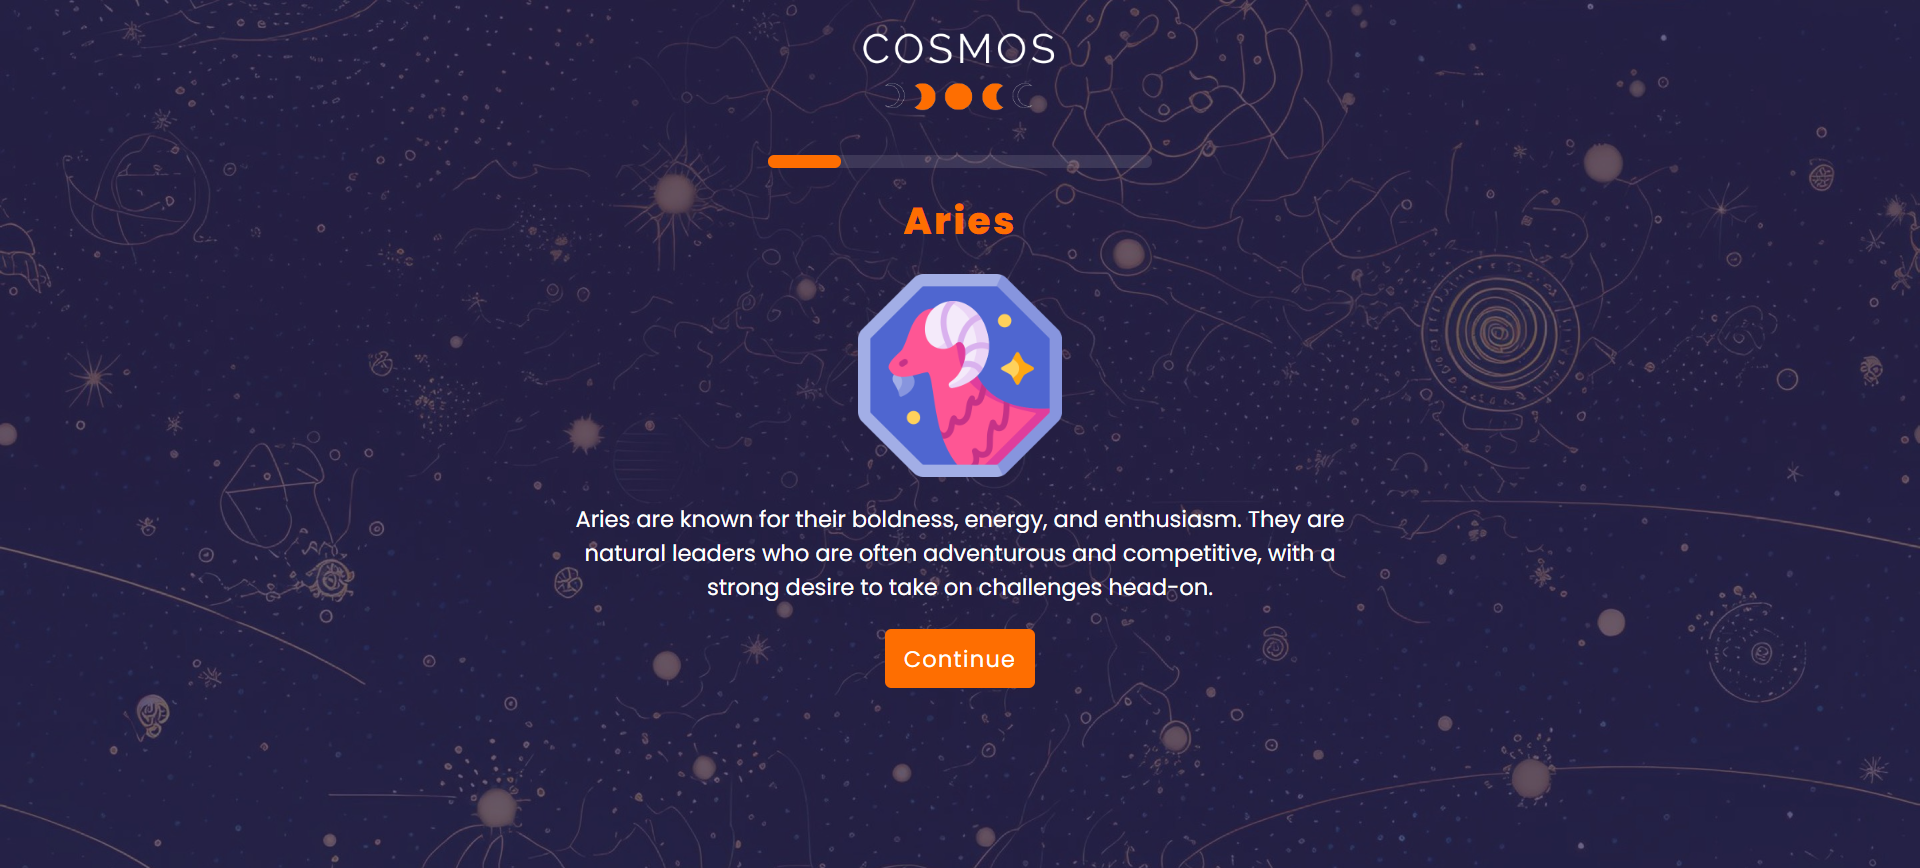 COSMOS
Aries
Aries are known for their boldness, energy, and enthusiasm. They are
natural leaders who are often adventurous and competitive, with a
strong desire to take on challenges head-on.
Continue